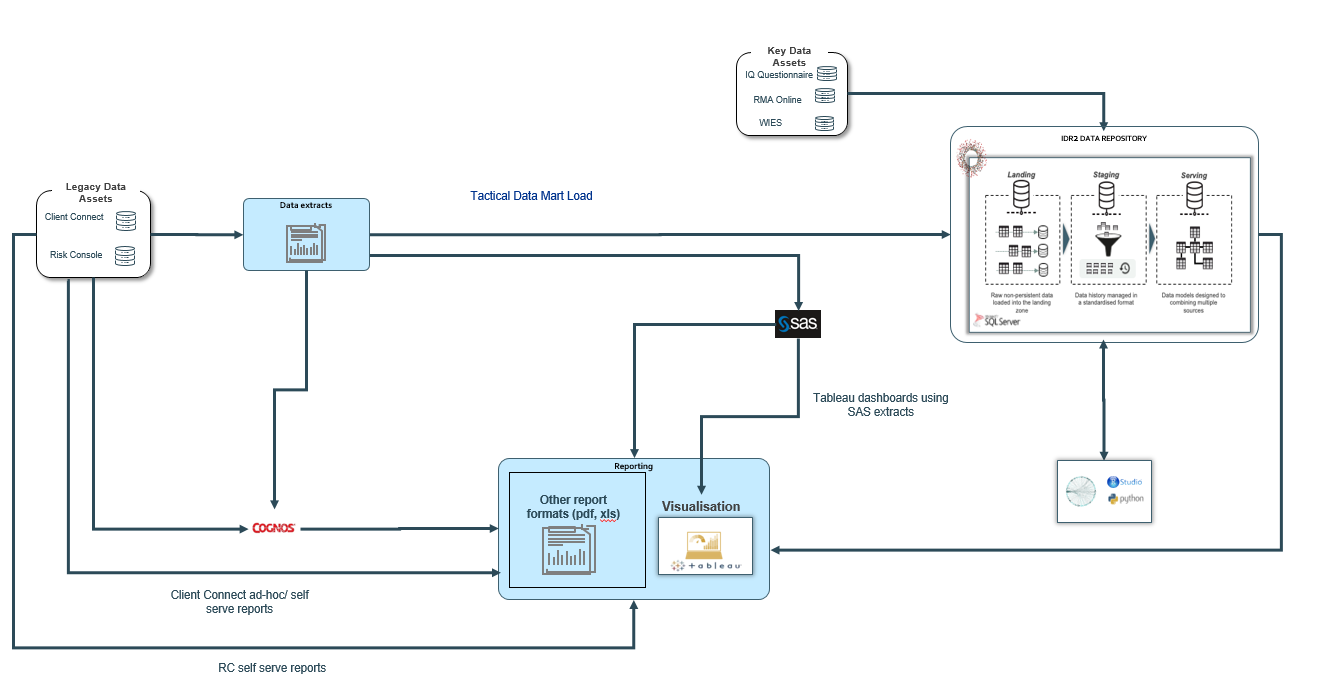 Key Data
Assets
IQ Questionnaire
RMA Online
WIES
IDR2 DATA REPOSITORY
Landing
Staging
Serving
Raw non-persistent data
loaded into the landing
zone
Data history managed in
a standardised format
Data models designed to
combining multiple
sources
SQL Server
Legacy Data
Assets
Client Connect
Risk Console
Data extracts
Tactical Data Mart Load
sas
Tableau dashboards using
SAS extracts
Reporting
Other report
formats (pdf, xls)
Visualisation
+ a b l e a u
Studio
python
COGNOS
Client Connect ad-hoc/ self
serve reports
RC self serve reports